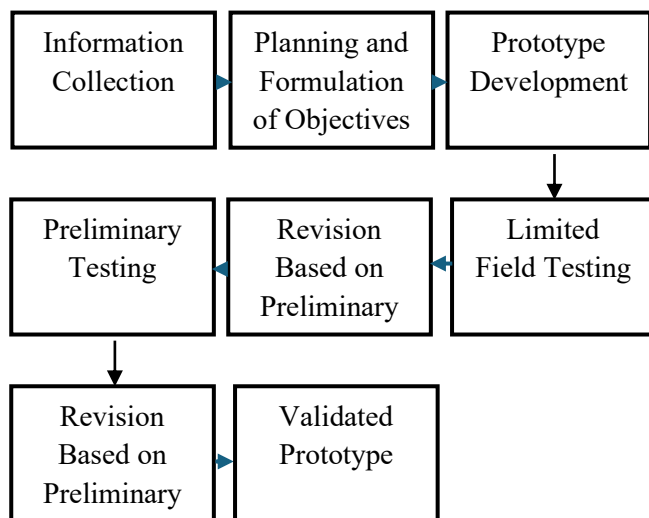 Information
Collection
Planning and
Formulation
of Objectives
Prototype
Development
Limited
Field Testing
Revision
Based on
Preliminary
Preliminary
Testing
Revision
Based on
Preliminary
Validated
Prototype